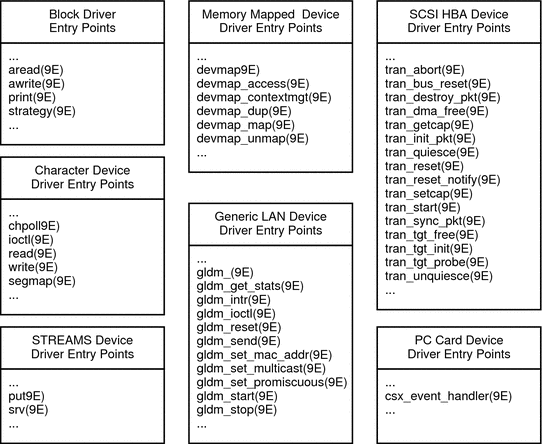 Block Driver
Entry Points
...
aread(9E)
awrite(9E)
print(9E)
strategy(9E)
...
Character Device
Driver Entry Points
...
chpoll9E)
ioctl(9E)
read(9E)
write(9E)
segmap(9E)
...
STREAMS Device
Driver Entry Points
...
put9E)
srv(9E)
...
Memory Mapped Device
Driver Entry Points
...
devmap9E)
devmap_access(9E)
devmap_contextmgt(9E)
devmap_dup(9E)
devmap_map(9E)
devmap_unmap(9E)
...
Generic LAN Device
Driver Entry Points
...
gldm_(9E)
gldm_get_stats(9E)
gldm_intr(9E)
gldm_ioctl(9E)
gldm_reset(9E)
gldm_send(9E)
gldm_set_mac_addr(9E)
gldm_set_multicast(9E)
gldm_set_promiscuous(9E)
gldm_start(9E)
gldm_stop(9E)
...
SCSI HBA Device
Driver Entry Points
...
tran_abort(9E)
tran_bus_reset(9E)
tran_destroy_pkt(9E)
tran_dma_free(9E)
tran_getcap(9E)
tran_init_pkt(9E)
tran_quiesce(9E)
tran_reset(9E)
tran_reset_notify(9E)
tran_setcap(9E)
tran_start(9E)
tran_sync_pkt(9E)
tran_tgt_free(9E)
tran_tgt_init(9E)
tran_tgt_probe(9E)
tran_unquiesce(9E)
...
PC Card Device
Driver Entry Points
...
csx_event_handler(9E)
...